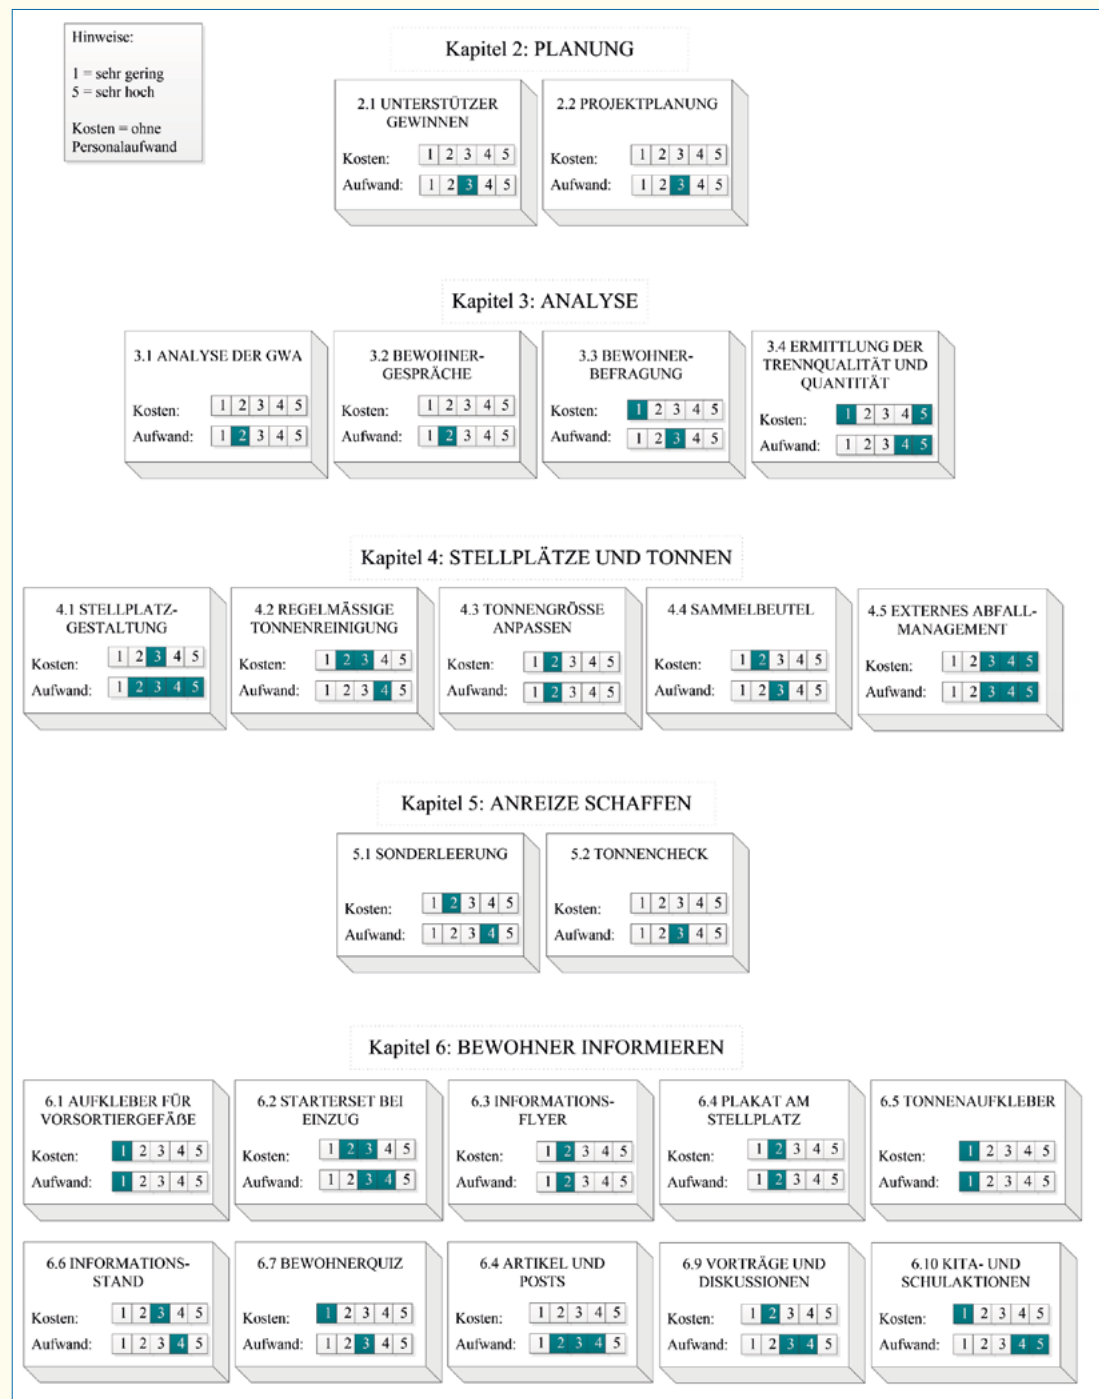 Hinweise:
1 = sehr gering
5 = sehr hoch
Kosten = ohne
Personalaufwand
Kapitel 2: PLANUNG
2.1 UNTERSTÜTZER
GEWINNEN
Kosten: 1 2 3 4 5
Aufwand: 1 2 3 4 5
2.2 PROJEKTPLANUNG
Kosten: 1 2 3 4 5
Aufwand: 1 2 3 4 5
Kapitel 3: ANALYSE
3.1 ANALYSE DER GWA
Kosten: 1 2 3 4 5
Aufwand: 1 2 3 4 5
3.2 BEWOHNER-
GESPRÄCHE
Kosten: 1 2 3 4 5
Aufwand: 1 2 3 4 5
3.3 BEWOHNER-
BEFRAGUNG
Kosten: 1 2 3 4 5
Aufwand: 1 2 3 4 5
3.4 ERMITTLUNG DER
TRENNQUALITÄT UND
QUANTITÄT
Kosten: 1 2 3 4 5
Aufwand: 1 2 3 4 5
Kapitel 4: STELLPLÄTZE UND TONNEN
4.1 STELLPLATZ-
GESTALTUNG
Kosten: 1 2 3 4 5
Aufwand: 1 2 3 4 5
4.2 REGELMÄSSIGE
TONNENREINIGUNG
Kosten: 1 2 3 4 5
Aufwand: 1 2 3 4 5
4.3 TONNENGRÖSSE
ANPASSEN
Kosten: 1 2 3 4 5
Aufwand: 1 2 3 4 5
4.4 SAMMELBEUTEL
Kosten: 1 2 3 4 5
Aufwand: 1 2 3 4 5
4.5 EXTERNES ABFALL-
MANAGEMENT
Kosten: 1 2 3 4 5
Aufwand: 1 2 3 4 5
Kapitel 5: ANREIZE SCHAFFEN
5.1 SONDERLEERUNG
Kosten: 1 2 3 4 5
Aufwand: 1 2 3 4 5
5.2 TONNENCHECK
Kosten: 1 2 3 4 5
Aufwand: 1 2 3 4 5
Kapitel 6: BEWOHNER INFORMIEREN
6.1 AUFKLEBER FÜR
VORSORTIERGEFÄßE
Kosten: 1 2 3 4 5
Aufwand: 1 2 3 4 5
6.2 STARTERSET BEI
EINZUG
Kosten: 1 2 3 4 5
Aufwand: 1 2 3 4 5
6.3 INFORMATIONS-
FLYER
Kosten: 1 2 3 4 5
Aufwand: 1 2 3 4 5
6.4 PLAKAT AM
STELLPLATZ
Kosten: 1 2 3 4 5
Aufwand: 1 2 3 4 5
6.5 TONNENAUFKLEBER
Kosten: 1 2 3 4 5
Aufwand: 1 2 3 4 5
6.6 INFORMATIONS-
STAND
Kosten: 1 2 3 4 5
Aufwand: 1 2 3 4 5
6.7 BEWOHNERQUIZ
Kosten: 1 2 3 4 5
Aufwand: 1 2 3 4 5
6.4 ARTIKEL UND
POSTS
Kosten: 1 2 3 4 5
Aufwand: 1 2 3 4 5
6.9 VORTRÄGE UND
DISKUSSIONEN
Kosten: 1 2 3 4 5
Aufwand: 1 2 3 4 5
6.10 KITA- UND
SCHULAKTIONEN
Kosten: 1 2 3 4 5
Aufwand: 1 2 3 4 5